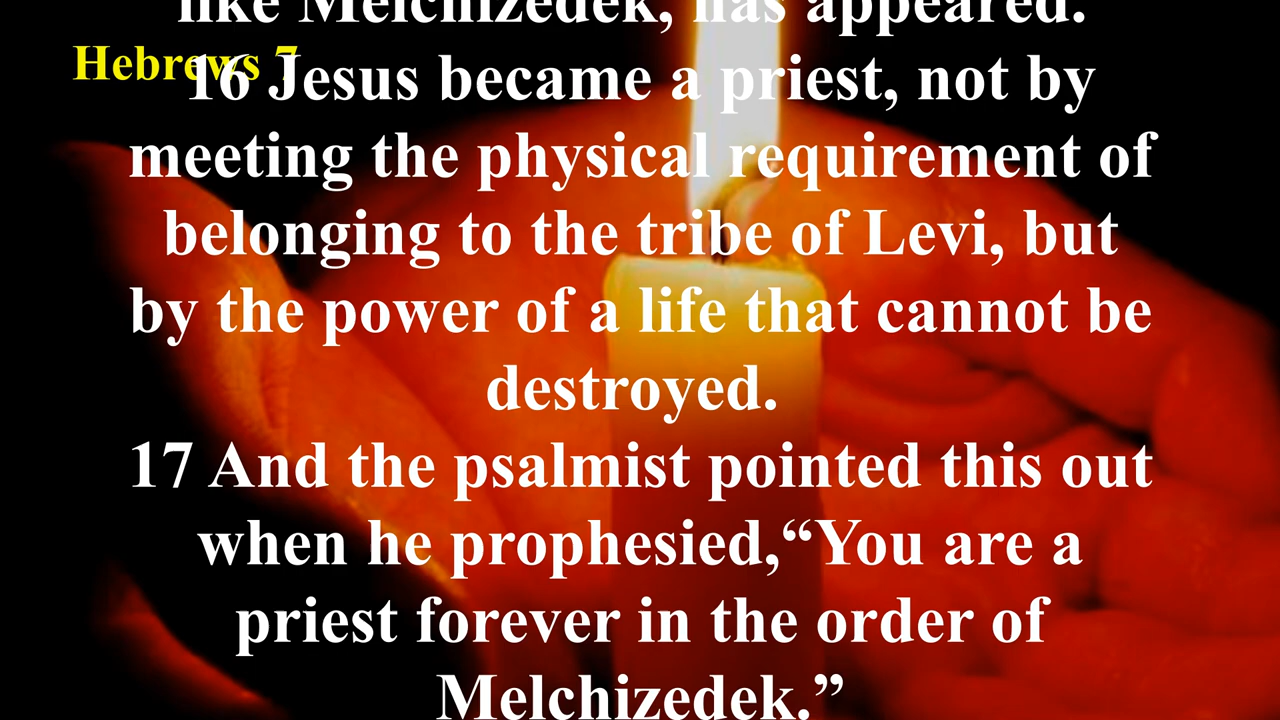 like Melchizedek, has appeared.
Hebrews 7
16 Jesus became a priest, not by
meeting the physical requirement of
belonging to the tribe of Levi, but
by the power of a life that cannot be
destroyed.
17 And the psalmist pointed this out
when he prophesied,“You are a
priest forever in the order of
Melchizedek.”